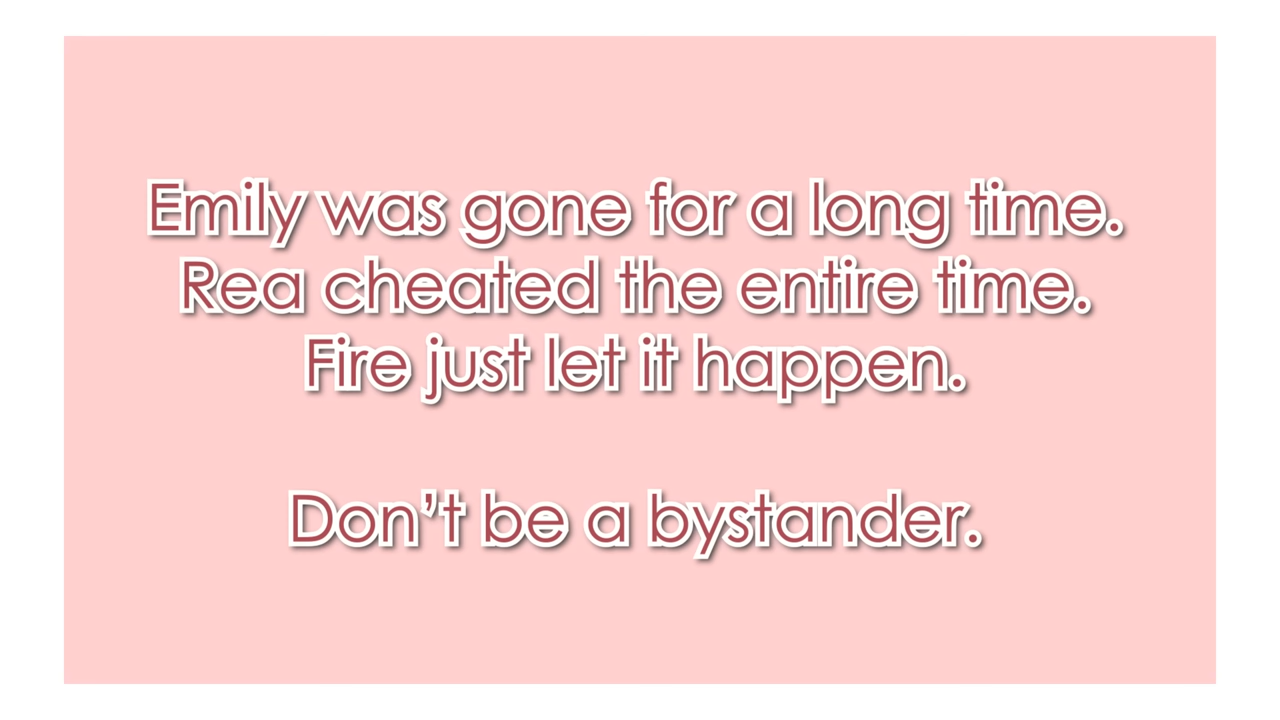 Emily was gone for a long time.
Rea cheated the entire time.
Fire just let it happen.
Don’t be a bystander.